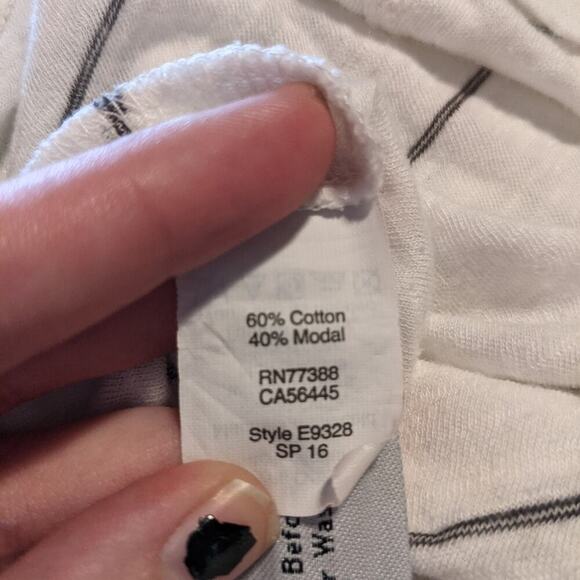 60% Cotton
40% Modal
RN77388
CA56445
Style E9328
SP 16